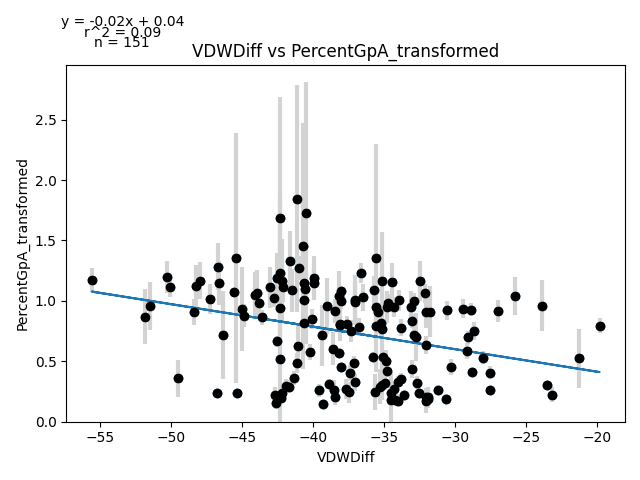 y = -0.02x + 0.04
r^2 = 0.09
n = 151
VDWDiff vs PercentGpA_transformed
PercentGpA_transformed
2.5
2.0
1.5
1.0
0.5
0.0
−55
−50
−45
−40
−35
−30
−25
−20
VDWDiff